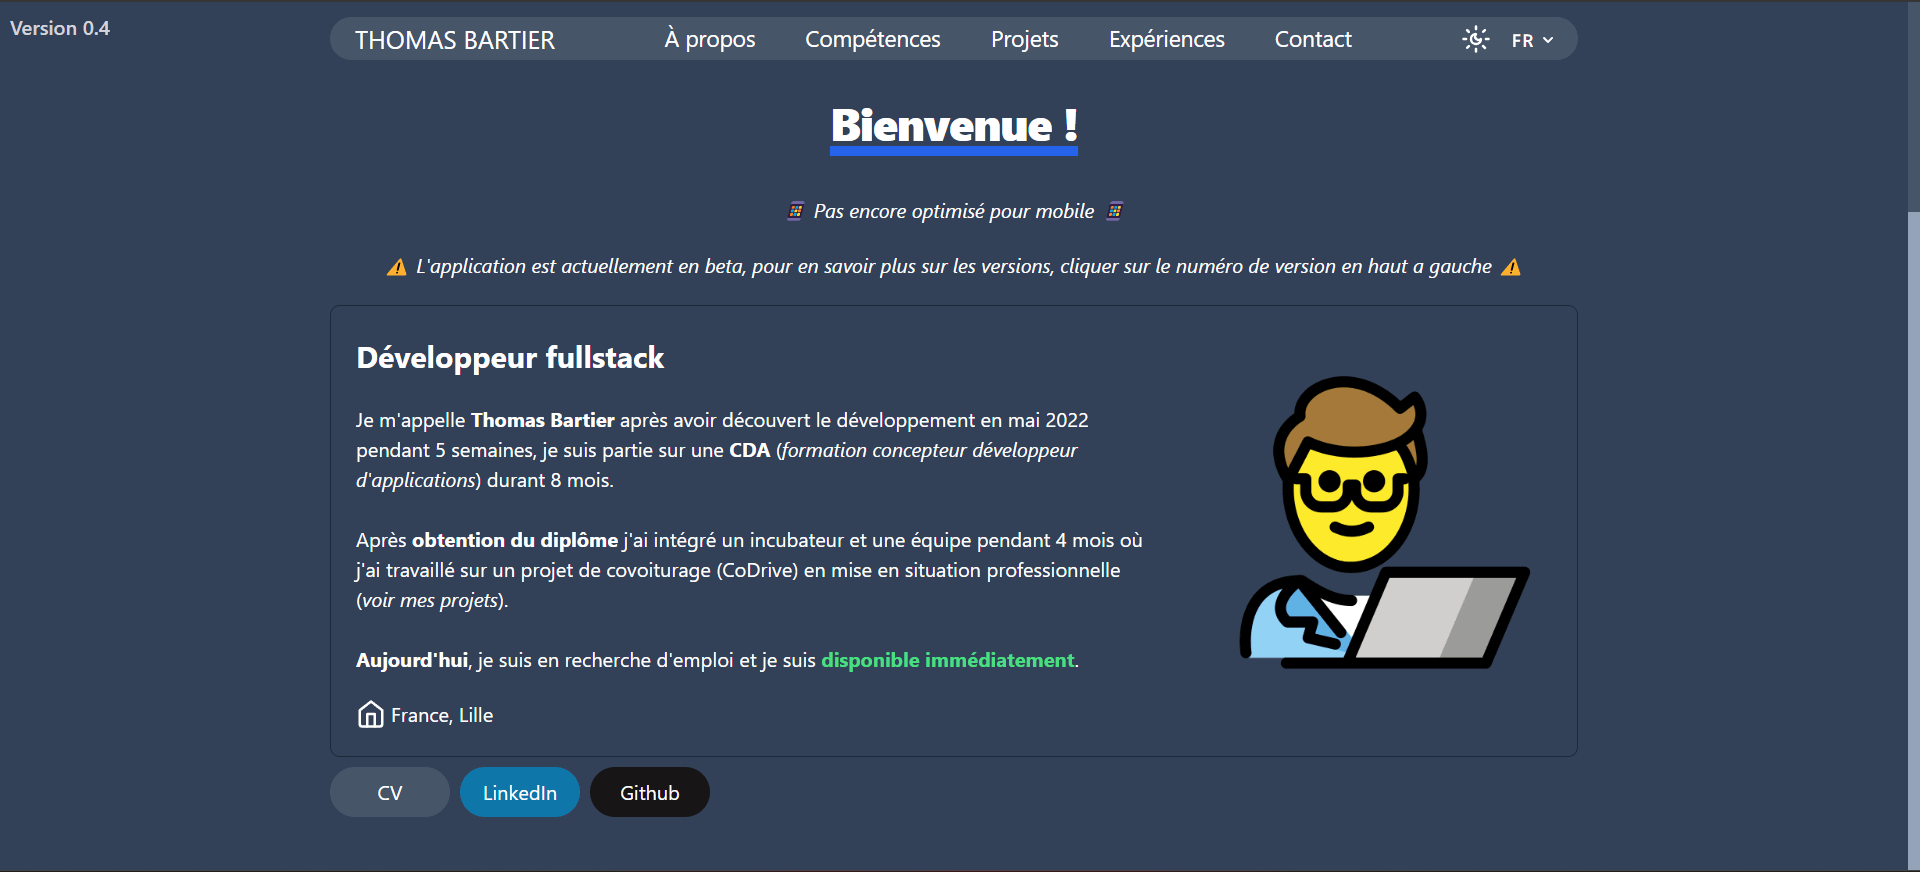 Version 0.4
THOMAS BARTIER
À propos
Compétences
Projets
Expériences
Contact
FR
Bienvenue !
Pas encore optimisé pour mobile
L'application est actuellement en beta, pour en savoir plus sur les versions, cliquer sur le numéro de version en haut a gauche
Développeur fullstack
Je m'appelle Thomas Bartier après avoir découvert le développement en mai 2022
pendant 5 semaines, je suis partie sur une CDA (formation concepteur développeur
d'applications) durant 8 mois.
Après obtention du diplôme j'ai intégré un incubateur et une équipe pendant 4 mois où
j'ai travaillé sur un projet de covoiturage (CoDrive) en mise en situation professionnelle
(voir mes projets).
Aujourd'hui, je suis en recherche d'emploi et je suis disponible immédiatement.
France, Lille
CV
LinkedIn
Github